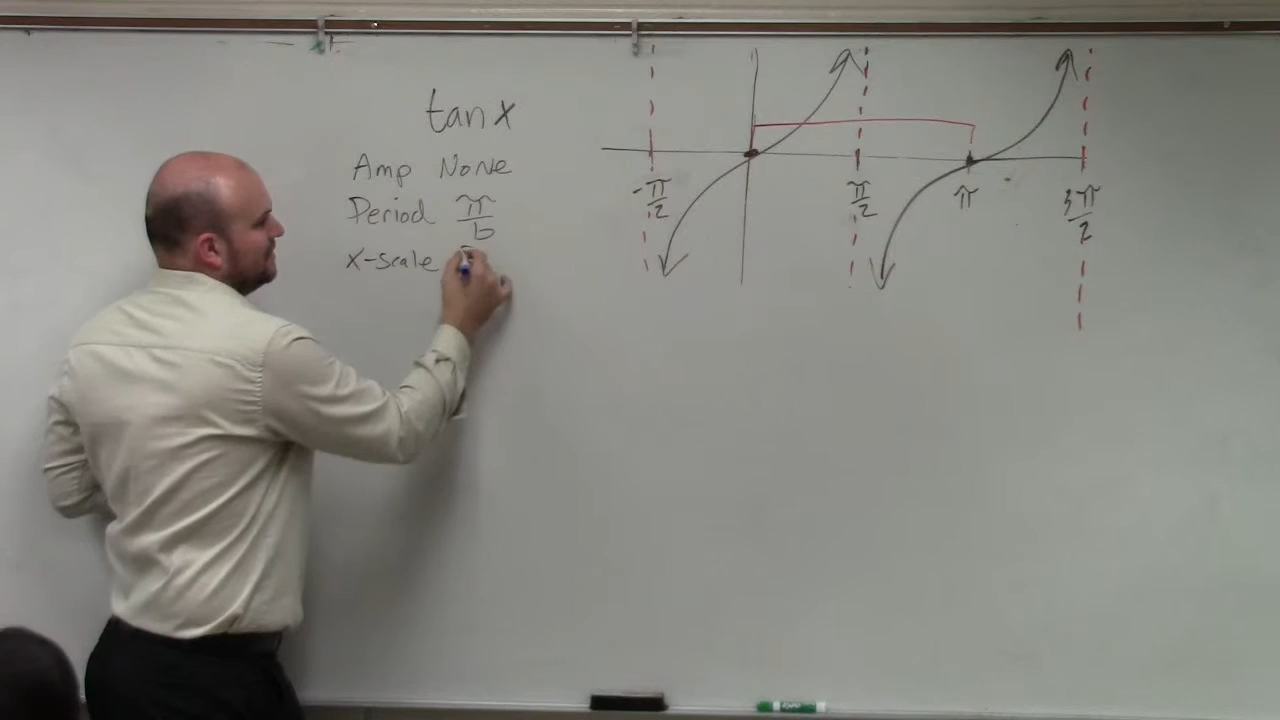 tan x
Amp None
Period π/b
x-scale
-π/2 π/2 π 3π/2